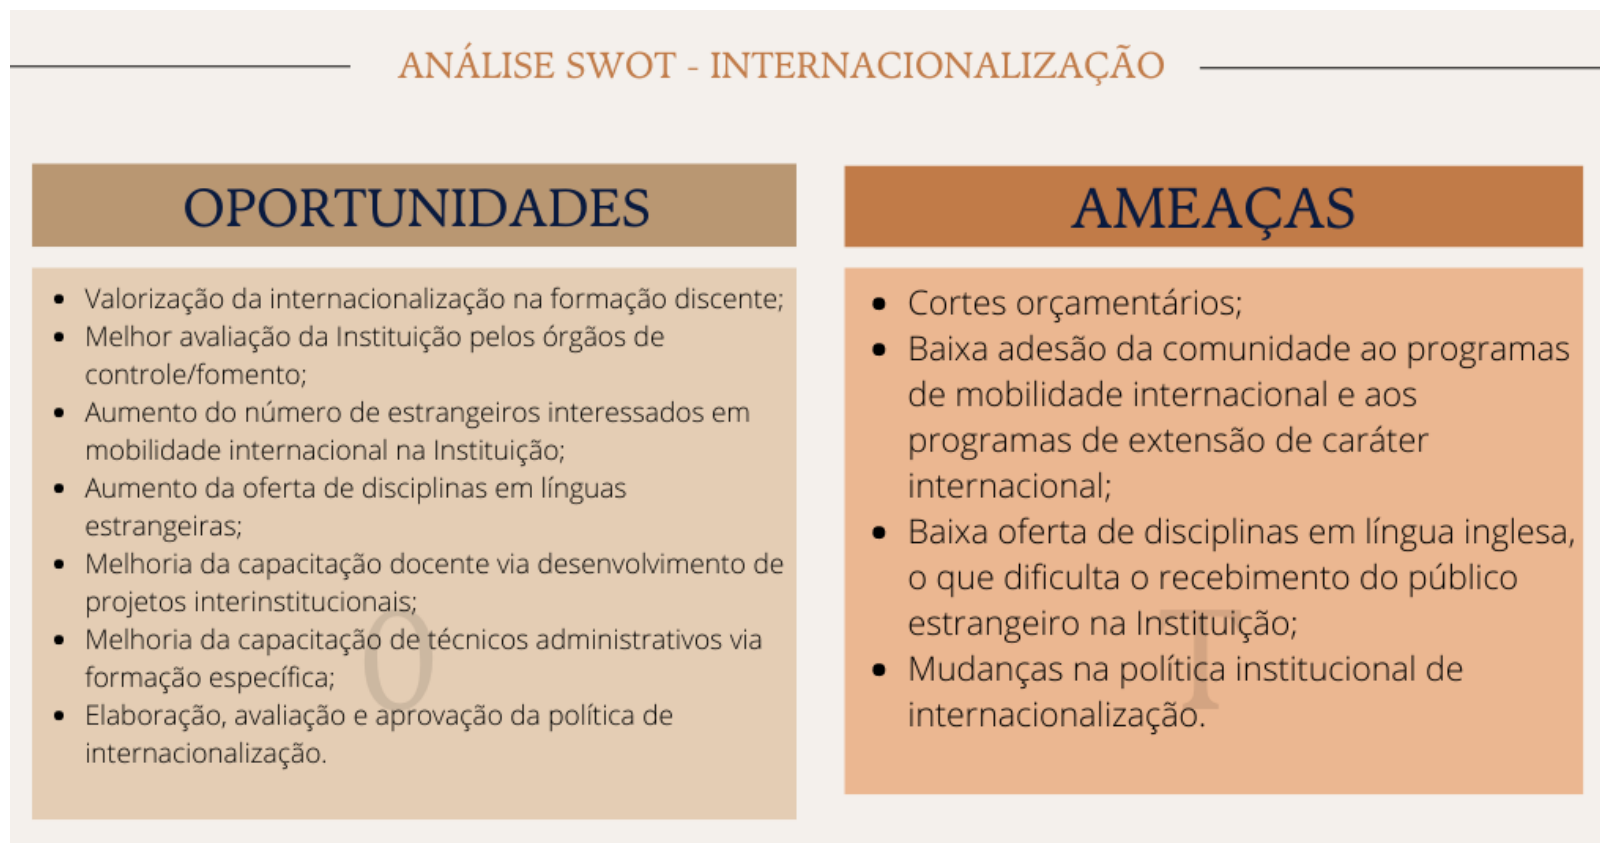 ANÁLISE SWOT - INTERNACIONALIZAÇÃO
OPORTUNIDADES
• Valorização da internacionalização na formação discente;
• Melhor avaliação da Instituição pelos órgãos de
controle/fomento;
• Aumento do número de estrangeiros interessados em
mobilidade internacional na Instituição;
• Aumento da oferta de disciplinas em línguas
estrangeiras;
• Melhoria da capacitação docente via desenvolvimento de
projetos interinstitucionais;
• Melhoria da capacitação de técnicos administrativos via
formação específica;
• Elaboração, avaliação e aprovação da política de
internacionalização.
O
AMEAÇAS
• Cortes orçamentários;
• Baixa adesão da comunidade ao programas
de mobilidade internacional e aos
programas de extensão de caráter
internacional;
• Baixa oferta de disciplinas em língua inglesa,
o que dificulta o recebimento do público
estrangeiro na Instituição;
• Mudanças na política institucional de
internacionalização.
T